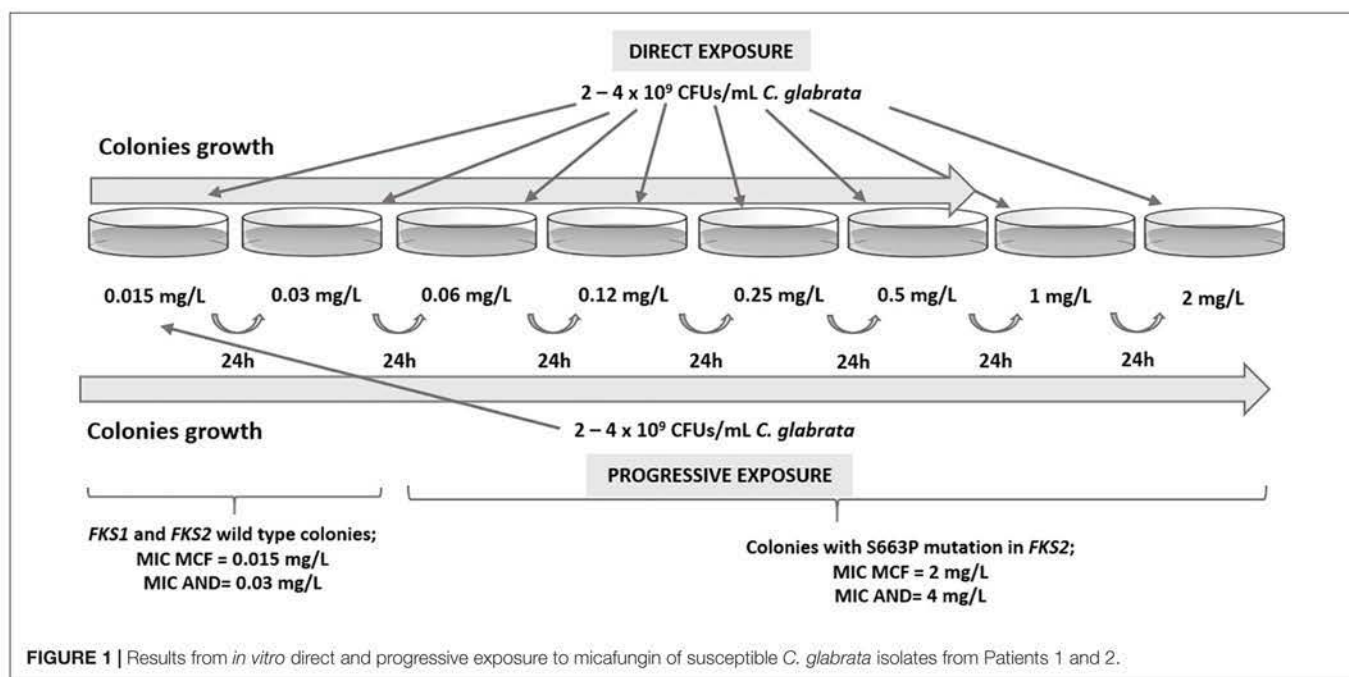 DIRECT EXPOSURE
2 – 4 x 10⁹ CFUs/mL C. glabrata
Colonies growth
0.015 mg/L 0.03 mg/L 0.06 mg/L 0.12 mg/L 0.25 mg/L 0.5 mg/L 1 mg/L 2 mg/L
24h 24h 24h 24h 24h 24h 24h
Colonies growth
2 – 4 x 10⁹ CFUs/mL C. glabrata
PROGRESSIVE EXPOSURE
FKS1 and FKS2 wild type colonies;
MIC MCF = 0.015 mg/L
MIC AND= 0.03 mg/L
Colonies with S663P mutation in FKS2;
MIC MCF = 2 mg/L
MIC AND= 4 mg/L
FIGURE 1 | Results from in vitro direct and progressive exposure to micafungin of susceptible C. glabrata isolates from Patients 1 and 2.